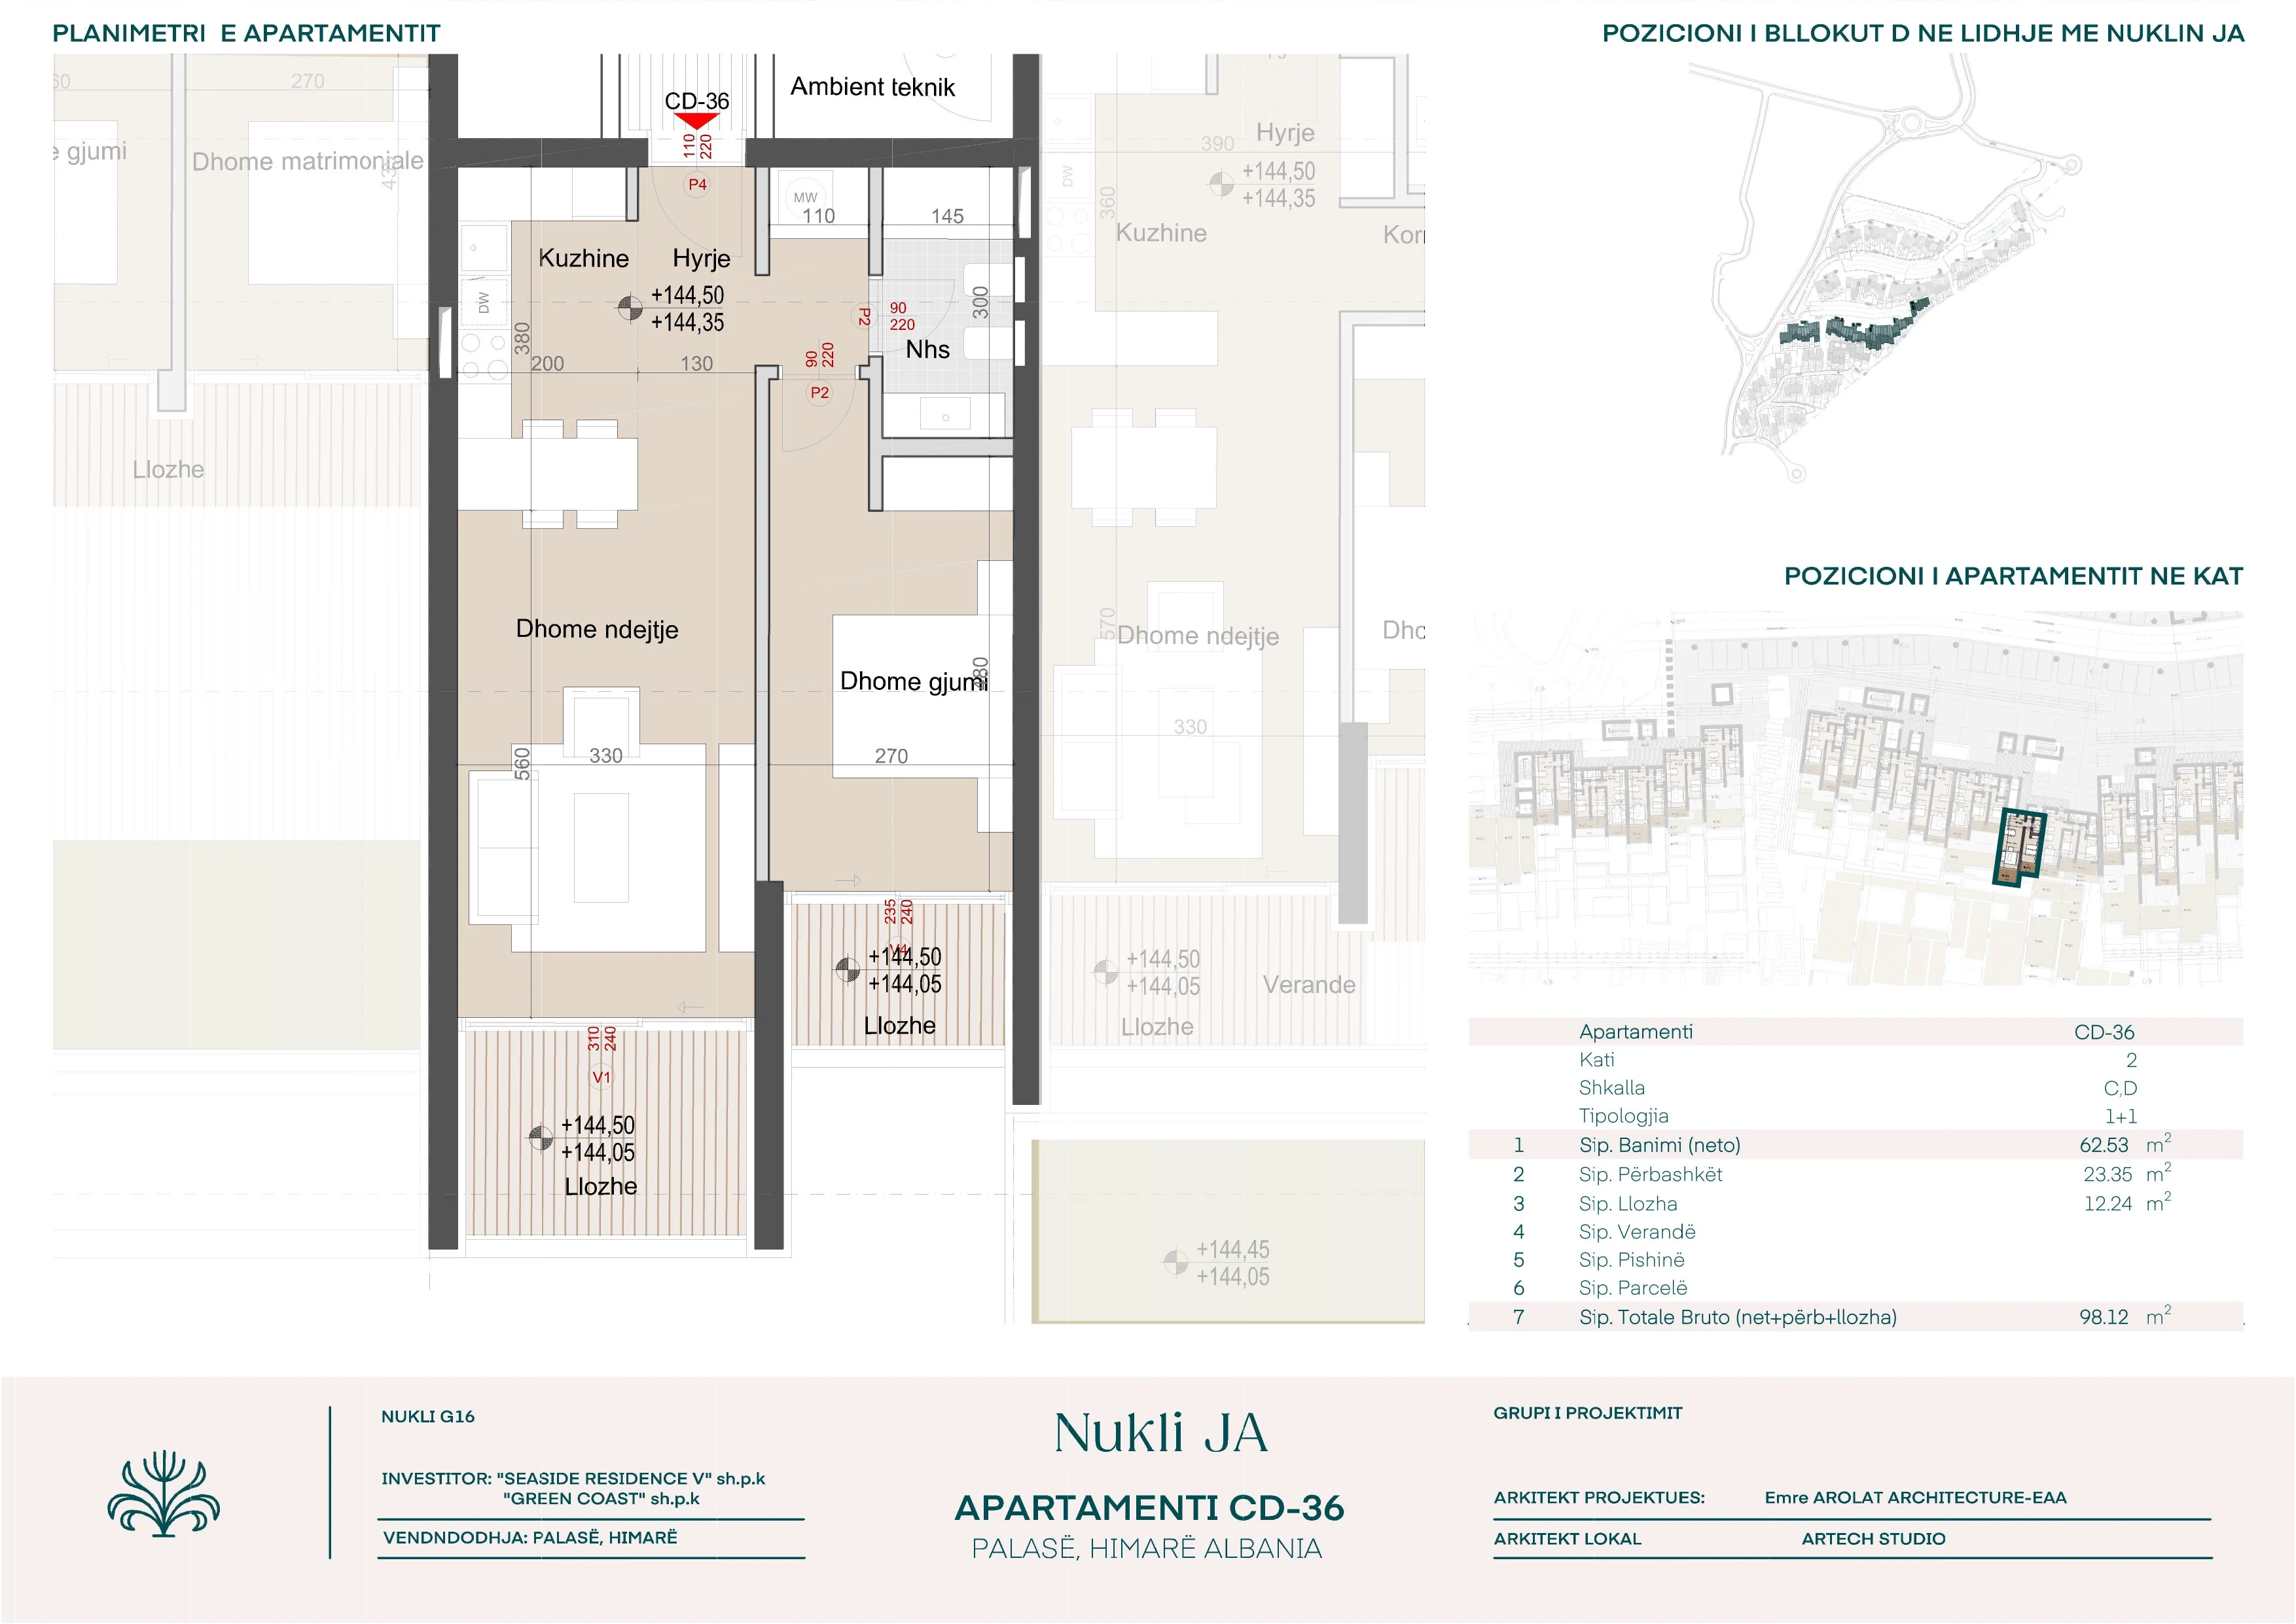 PLANIMETRI E APARTAMENTIT
POZICIONI I BLLOKUT D NE LIDHJE ME NUKLIN JA
270
e gjumi
Dhome matrimoniale
Llozhe
CD-36
110
220
P4
Ambient teknik
MW
110
145
Kuzhine
Hyrje
+144,50
+144,35
DW
380
200
130
P2
90
220
Nhs
300
90
220
P2
Dhome ndejtje
Dhome gjumi
480
560
330
270
235
240
V4
+144,50
+144,05
Llozhe
310
240
V1
+144,50
+144,05
Llozhe
390
Hyrje
+144,50
+144,35
DW
360
Kuzhine
570
Dhome ndejtje
330
+144,50
+144,05
Llozhe
Verande
+144,45
+144,05
POZICIONI I APARTAMENTIT NE KAT
Apartamenti CD-36
Kati 2
Shkalla C,D
Tipologjia 1+1
1 Sip. Banimi (neto) 62.53 m²
2 Sip. Përbashkët 23.35 m²
3 Sip. Llozha 12.24 m²
4 Sip. Verandë
5 Sip. Pishinë
6 Sip. Parcelë
7 Sip. Totale Bruto (net+përb+llozha) 98.12 m²
NUKLI G16
INVESTITOR: "SEASIDE RESIDENCE V" sh.p.k
"GREEN COAST" sh.p.k
VENDNDODHJA: PALASË, HIMARË
Nukli JA
APARTAMENTI CD-36
PALASË, HIMARË ALBANIA
GRUPI I PROJEKTIMIT
ARKITEKT PROJEKTUES: Emre AROLAT ARCHITECTURE-EAA
ARKITEKT LOKAL ARTECH STUDIO